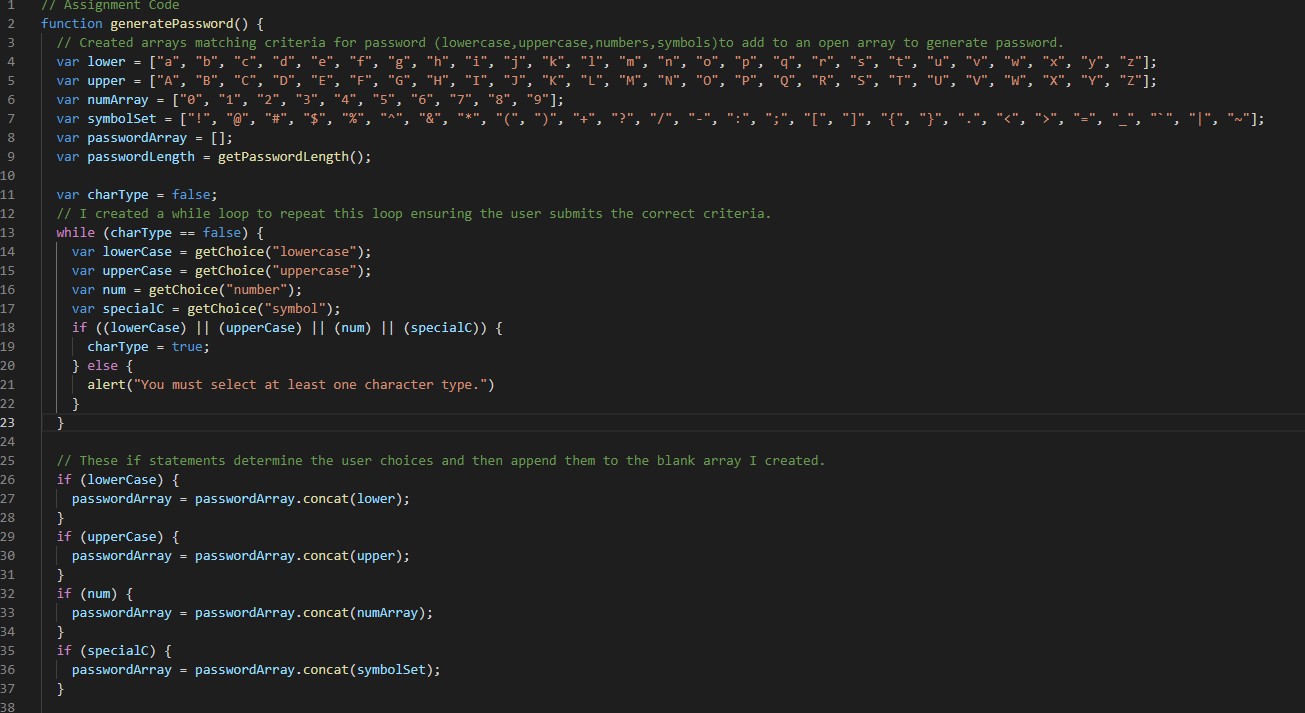 1 // Assignment Code
2 function generatePassword() {
3 // Created arrays matching criteria for password (lowercase,uppercase,numbers,symbols)to add to an open array to generate password.
4 var lower = ["a", "b", "c", "d", "e", "f", "g", "h", "i", "j", "k", "l", "m", "n", "o", "p", "q", "r", "s", "t", "u", "v", "w", "x", "y", "z"];
5 var upper = ["A", "B", "C", "D", "E", "F", "G", "H", "I", "J", "K", "L", "M", "N", "O", "P", "Q", "R", "S", "T", "U", "V", "W", "X", "Y", "Z"];
6 var numArray = ["0", "1", "2", "3", "4", "5", "6", "7", "8", "9"];
7 var symbolSet = ["!", "@", "#", "$", "%", "^", "&", "*", "(", ")", "+", "?", "/", "-", ":", ";", "[", "]", "{", "}", ".", "<", ">", "=", "_", "`", "|", "~"];
8 var passwordArray = [];
9 var passwordLength = getPasswordLength();
10
11 var charType = false;
12 // I created a while loop to repeat this loop ensuring the user submits the correct criteria.
13 while (charType == false) {
14 var lowerCase = getChoice("lowercase");
15 var upperCase = getChoice("uppercase");
16 var num = getChoice("number");
17 var specialC = getChoice("symbol");
18 if ((lowerCase) || (upperCase) || (num) || (specialC)) {
19 charType = true;
20 } else {
21 alert("You must select at least one character type.")
22 }
23 }
24
25 // These if statements determine the user choices and then append them to the blank array I created.
26 if (lowerCase) {
27 passwordArray = passwordArray.concat(lower);
28 }
29 if (upperCase) {
30 passwordArray = passwordArray.concat(upper);
31 }
32 if (num) {
33 passwordArray = passwordArray.concat(numArray);
34 }
35 if (specialC) {
36 passwordArray = passwordArray.concat(symbolSet);
37 }
38